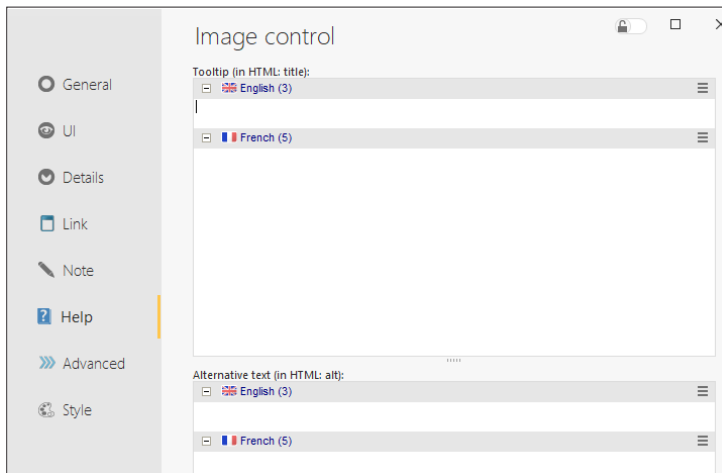 Image control
General
UI
Details
Link
Note
Help
Advanced
Style
Tooltip (in HTML: title):
English (3)
French (5)
Alternative text (in HTML: alt):
English (3)
French (5)